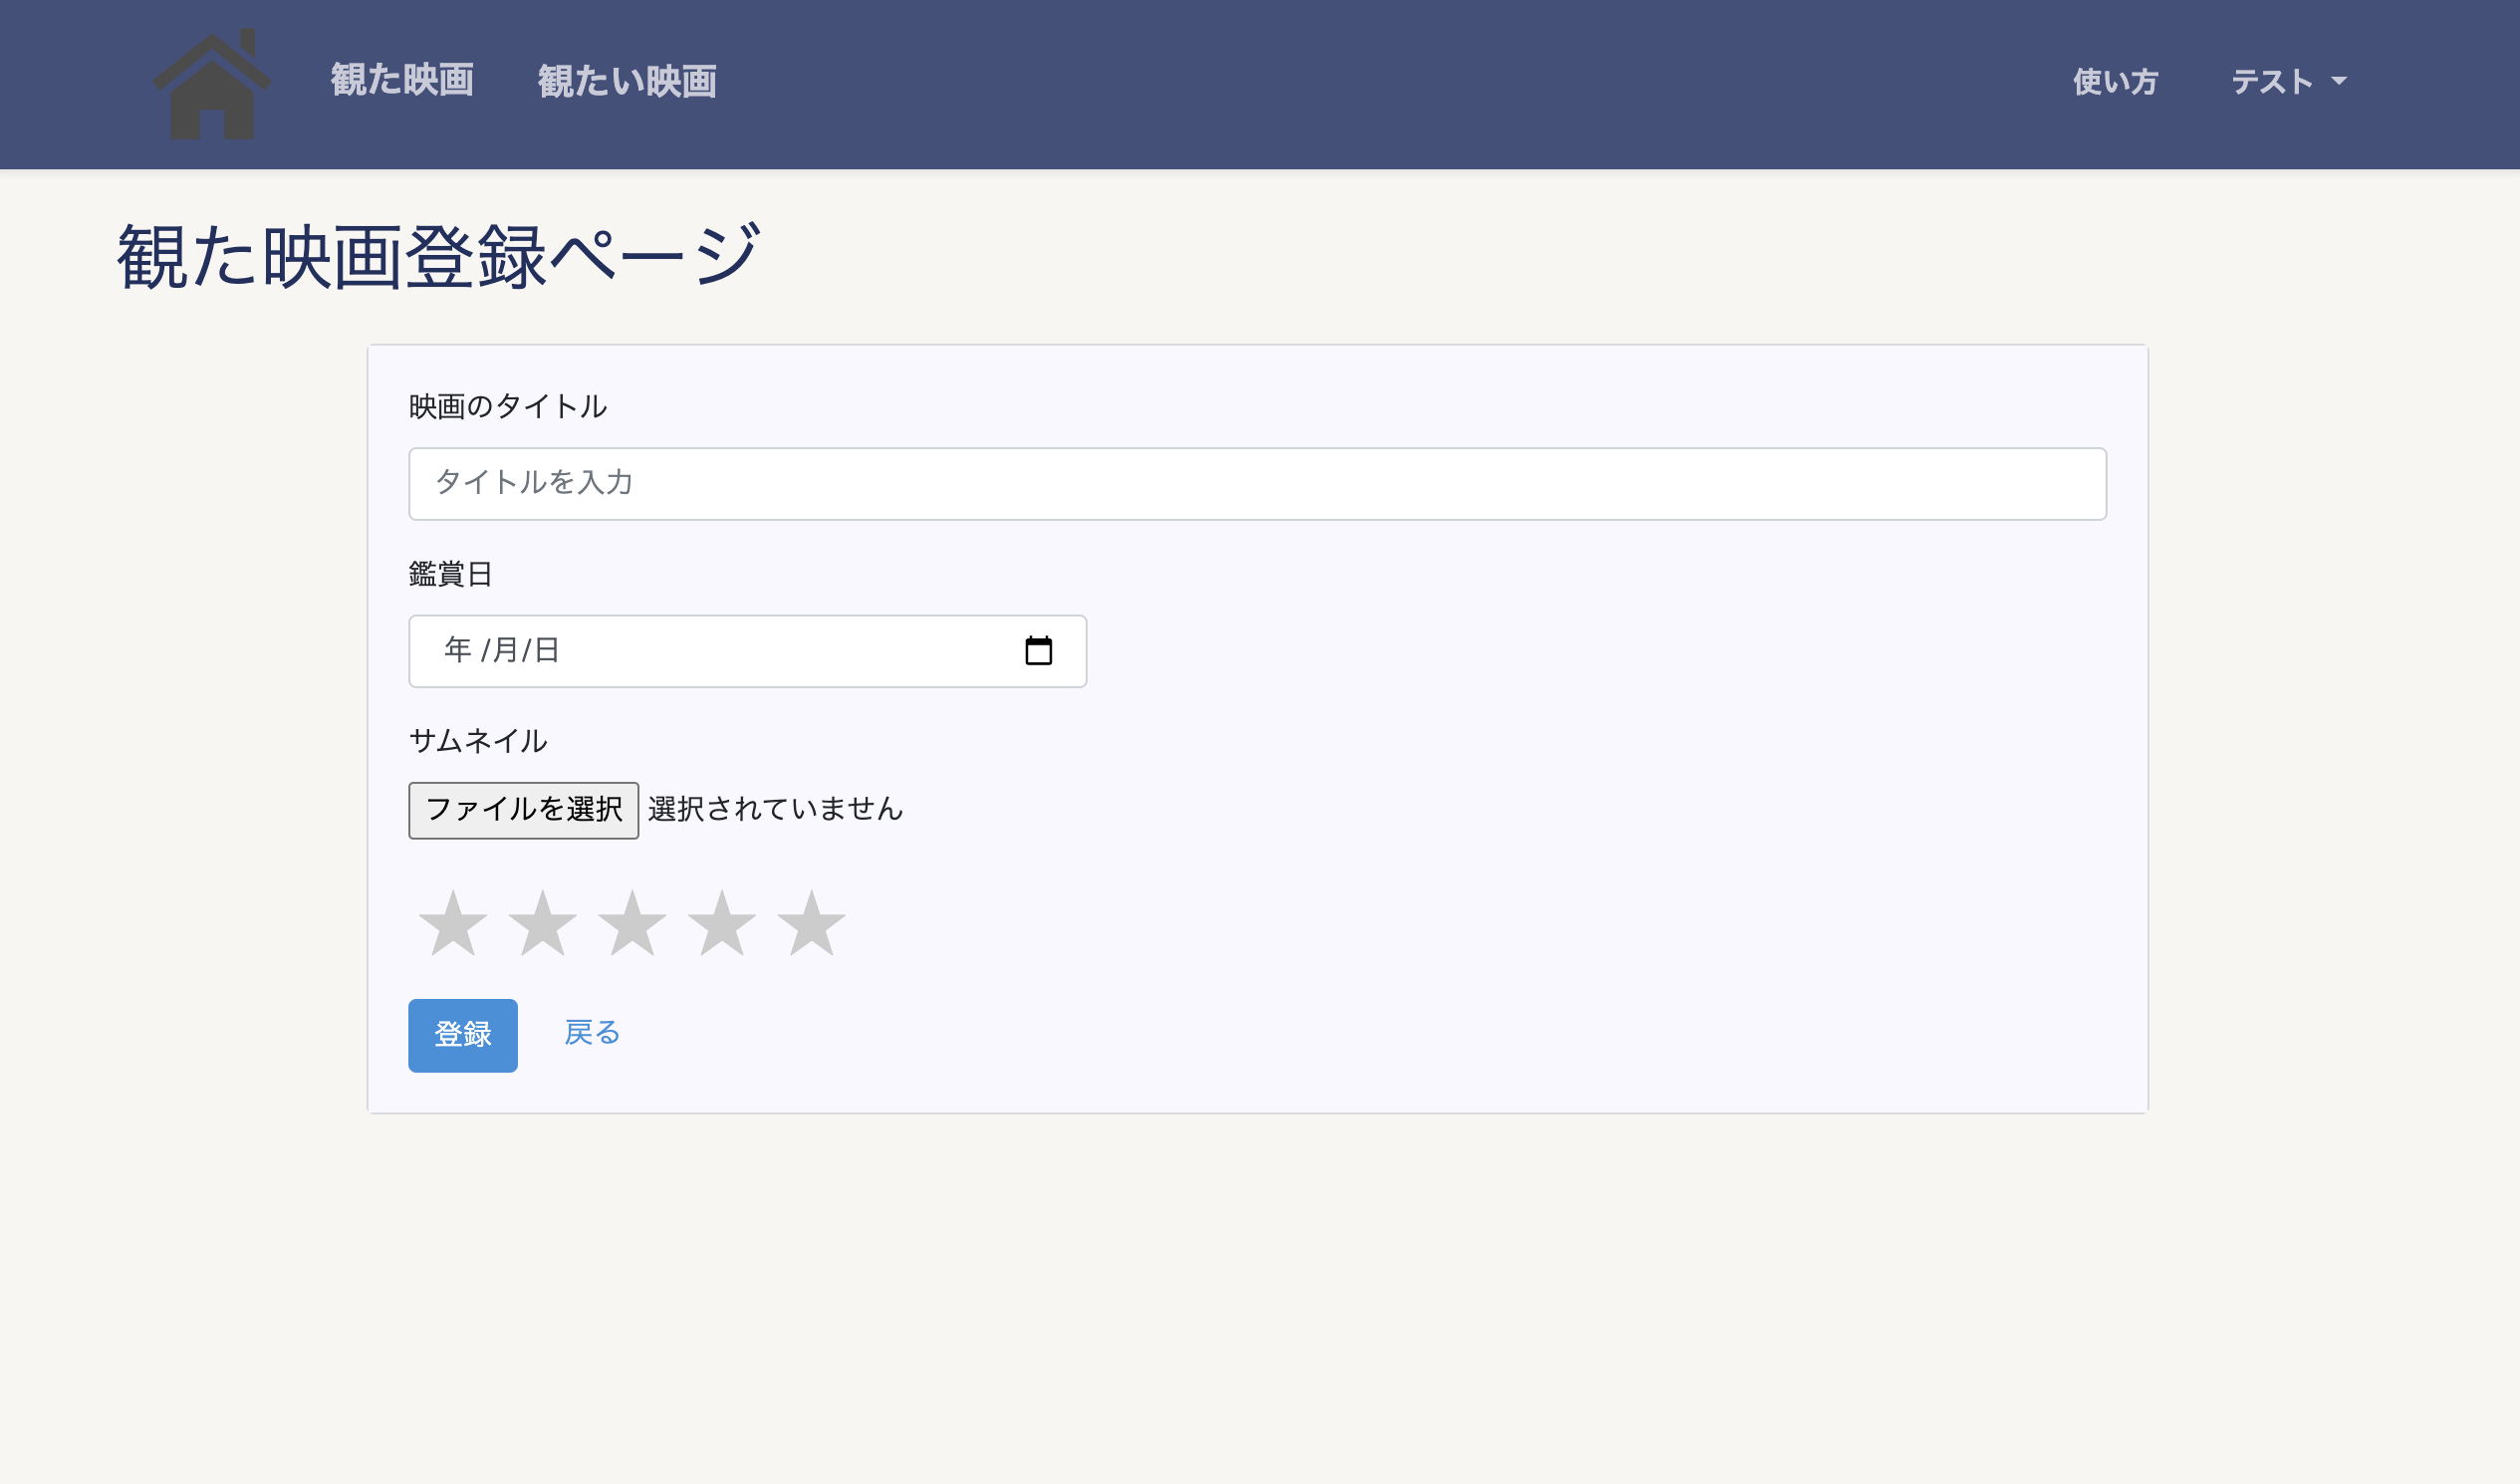 観た映画 観たい映画 使い方 テスト
観た映画登録ページ
映画のタイトル
タイトルを入力
鑑賞日
年 /月/日
サムネイル
ファイルを選択 選択されていません
★★★★★
登録 戻る